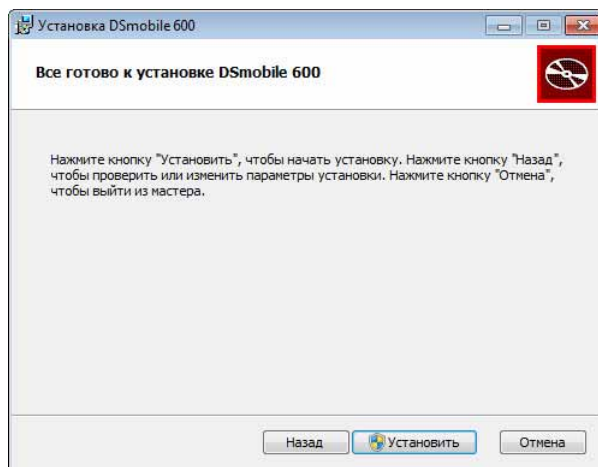 Установка DSmobile 600
Все готово к установке DSmobile 600
Нажмите кнопку "Установить", чтобы начать установку. Нажмите кнопку "Назад",
чтобы проверить или изменить параметры установки. Нажмите кнопку "Отмена",
чтобы выйти из мастера.
Назад
Установить
Отмена